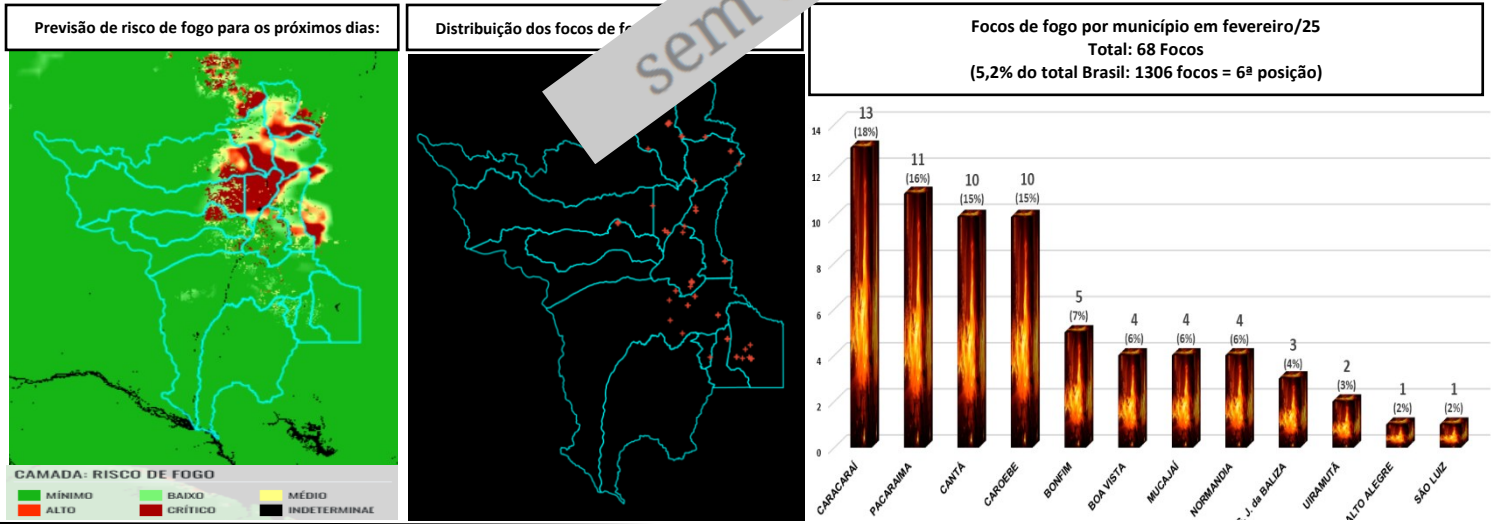 Previsão de risco de fogo para os próximos dias:
CAMADA: RISCO DE FOGO
MÍNIMO
BAIXO
MÉDIO
ALTO
CRÍTICO
Distribuição dos focos de
sem
Focos de fogo por município em fevereiro/25
Total: 68 Focos
(5,2% do total Brasil: 1306 focos = 6ª posição)
14
12
10
8
6
4
2
0
13
(18%)
11
(16%)
10
(15%)
10
(15%)
5
(7%)
4
(6%)
4
(6%)
4
(6%)
3
(4%)
2
(3%)
1
(2%)
1
(2%)
CARACARAÍ
PACARAIMA
CANTÁ
CAROEBE
BONFIM
BOA VISTA
MUCAJAÍ
NORMANDIA
J. da BALIZA
UIRAMUTÃ
ALTO ALEGRE
SÃO LUIZ